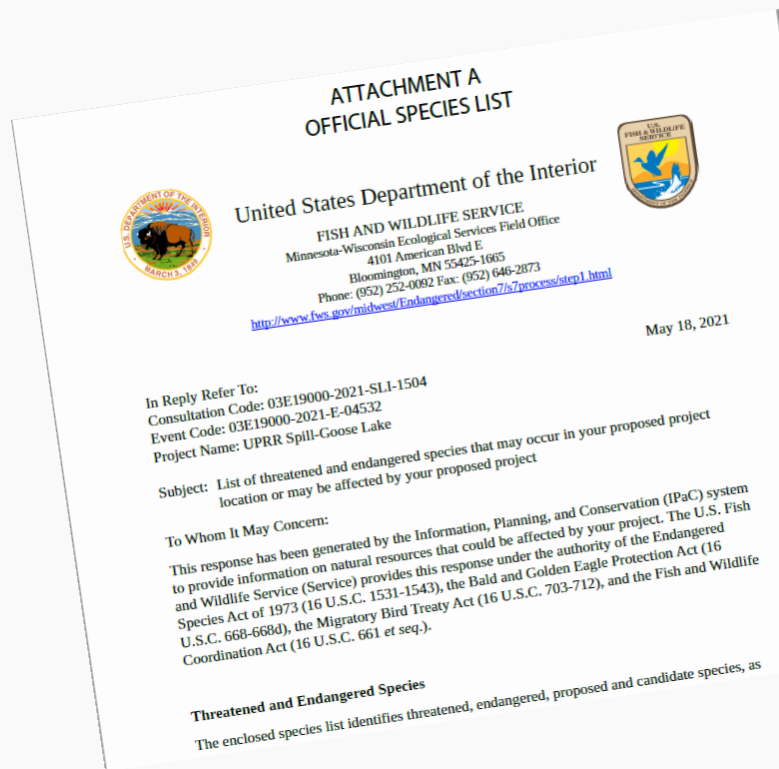 ATTACHMENT A
OFFICIAL SPECIES LIST
U.S.
FISH & WILDLIFE
SERVICE
U.S. DEPARTMENT OF THE INTERIOR
MARCH 3, 1849
United States Department of the Interior
FISH AND WILDLIFE SERVICE
Minnesota-Wisconsin Ecological Services Field Office
4101 American Blvd E
Bloomington, MN 55425-1665
Phone: (952) 252-0092 Fax: (952) 646-2873
http://www.fws.gov/midwest/Endangered/section7/s7process/step1.html
May 18, 2021
In Reply Refer To:
Consultation Code: 03E19000-2021-SLI-1504
Event Code: 03E19000-2021-E-04532
Project Name: UPRR Spill-Goose Lake
Subject: List of threatened and endangered species that may occur in your proposed project
location or may be affected by your proposed project
To Whom It May Concern:
This response has been generated by the Information, Planning, and Conservation (IPaC) system
to provide information on natural resources that could be affected by your project. The U.S. Fish
and Wildlife Service (Service) provides this response under the authority of the Endangered
Species Act of 1973 (16 U.S.C. 1531-1543), the Bald and Golden Eagle Protection Act (16
U.S.C. 668-668d), the Migratory Bird Treaty Act (16 U.S.C. 703-712), and the Fish and Wildlife
Coordination Act (16 U.S.C. 661 et seq.).
Threatened and Endangered Species
The enclosed species list identifies threatened, endangered, proposed and candidate species, as